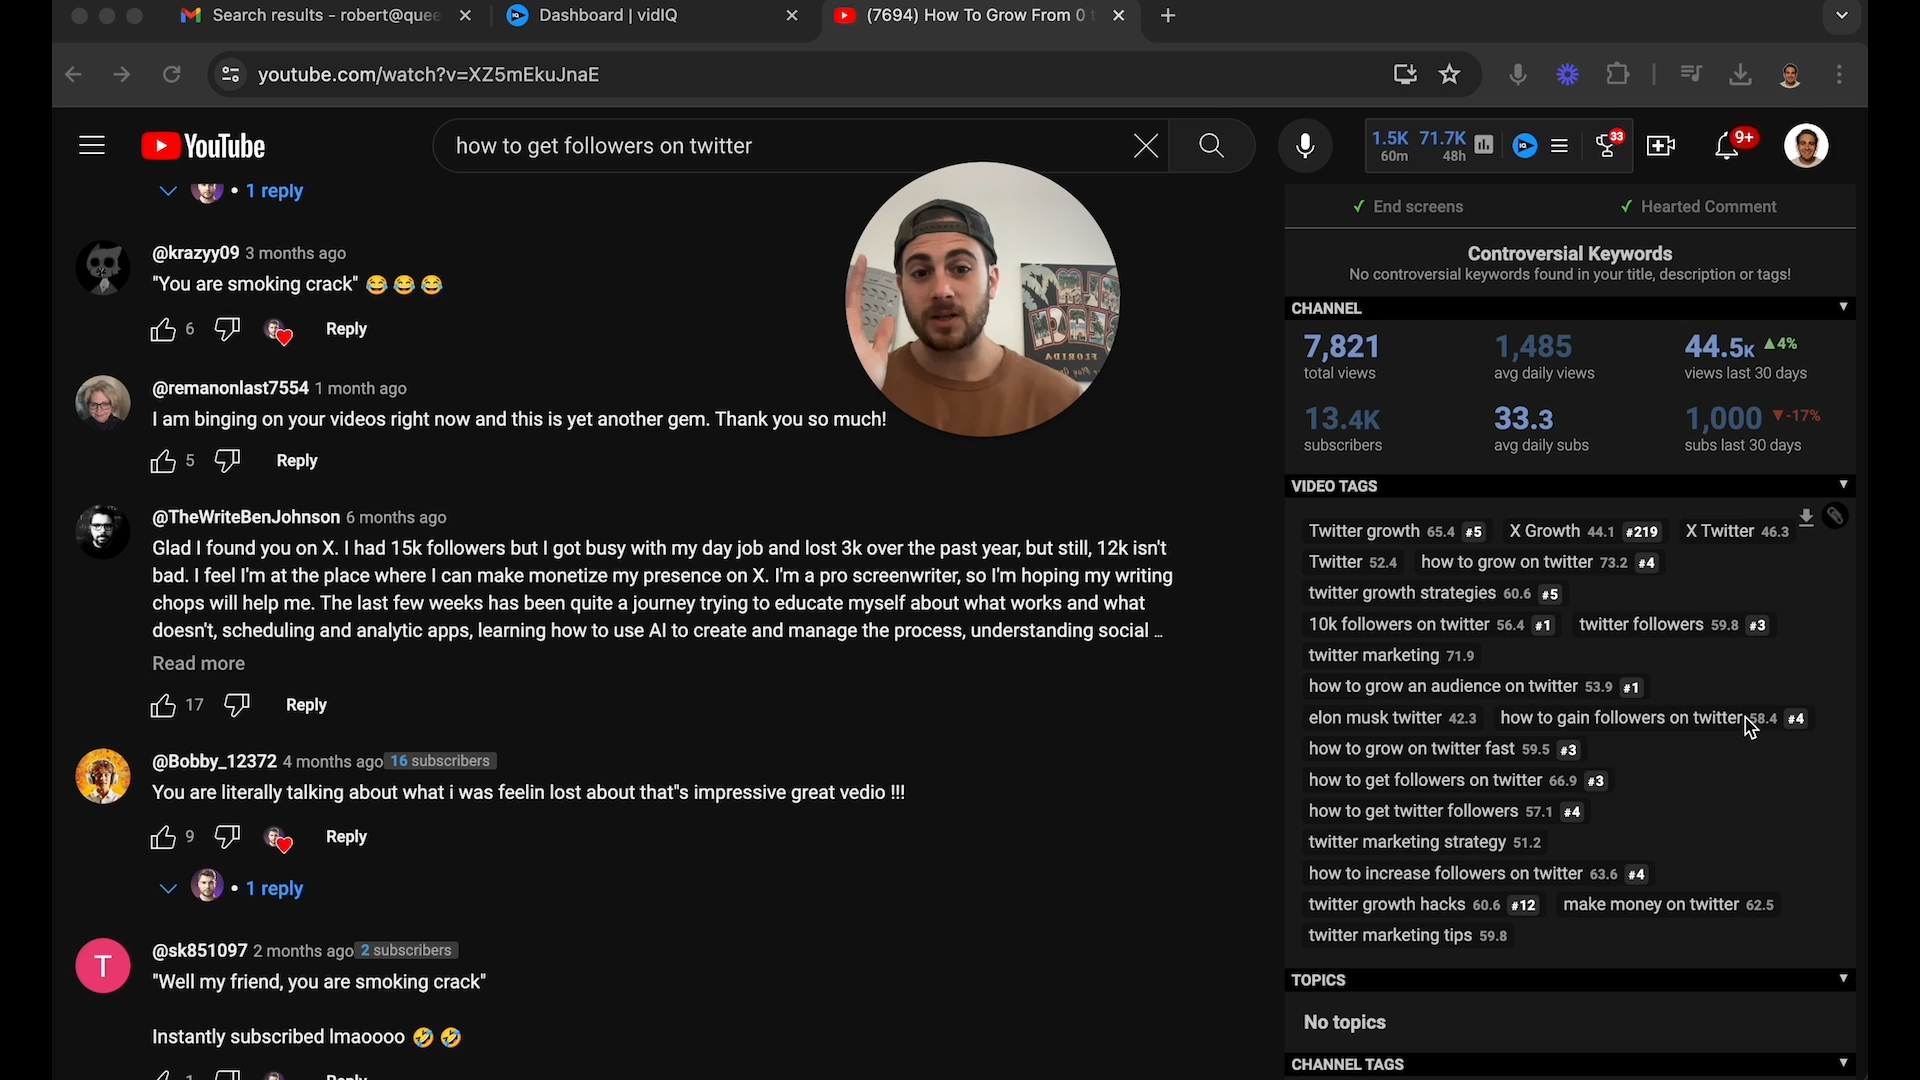 Search results - robert@quee
Dashboard | vidIQ
(7694) How To Grow From 0 t
youtube.com/watch?v=XZ5mEkuJnaE
YouTube
how to get followers on twitter
1.5K 71.7K
60m 48h
33
9+
• 1 reply
@krazyy09 3 months ago
"You are smoking crack" 😂 😂 😂
6 Reply
@remanonlast7554 1 month ago
I am binging on your videos right now and this is yet another gem. Thank you so much!
5 Reply
@TheWriteBenJohnson 6 months ago
Glad I found you on X. I had 15k followers but I got busy with my day job and lost 3k over the past year, but still, 12k isn't
bad. I feel I'm at the place where I can make monetize my presence on X. I'm a pro screenwriter, so I'm hoping my writing
chops will help me. The last few weeks has been quite a journey trying to educate myself about what works and what
doesn't, scheduling and analytic apps, learning how to use AI to create and manage the process, understanding social ...
Read more
17 Reply
@Bobby_12372 4 months ago 16 subscribers
You are literally talking about what i was feelin lost about that"s impressive great vedio !!!
9 Reply
• 1 reply
T
@sk851097 2 months ago 2 subscribers
"Well my friend, you are smoking crack"
Instantly subscribed lmaoooo 🤣 🤣
1 Reply
FLORIDA
✓ End screens ✓ Hearted Comment
Controversial Keywords
No controversial keywords found in your title, description or tags!
CHANNEL
7,821 1,485 44.5K ▲4%
total views avg daily views views last 30 days
13.4K 33.3 1,000 ▼-17%
subscribers avg daily subs subs last 30 days
VIDEO TAGS
Twitter growth 65.4 #5 X Growth 44.1 #219 X Twitter 46.3
Twitter 52.4 how to grow on twitter 73.2 #4
twitter growth strategies 60.6 #5
10k followers on twitter 56.4 #1 twitter followers 59.8 #3
twitter marketing 71.9
how to grow an audience on twitter 53.9 #1
elon musk twitter 42.3 how to gain followers on twitter 58.4 #4
how to grow on twitter fast 59.5 #3
how to get followers on twitter 66.9 #3
how to get twitter followers 57.1 #4
twitter marketing strategy 51.2
how to increase followers on twitter 63.6 #4
twitter growth hacks 60.6 #12 make money on twitter 62.5
twitter marketing tips 59.8
TOPICS
No topics
CHANNEL TAGS